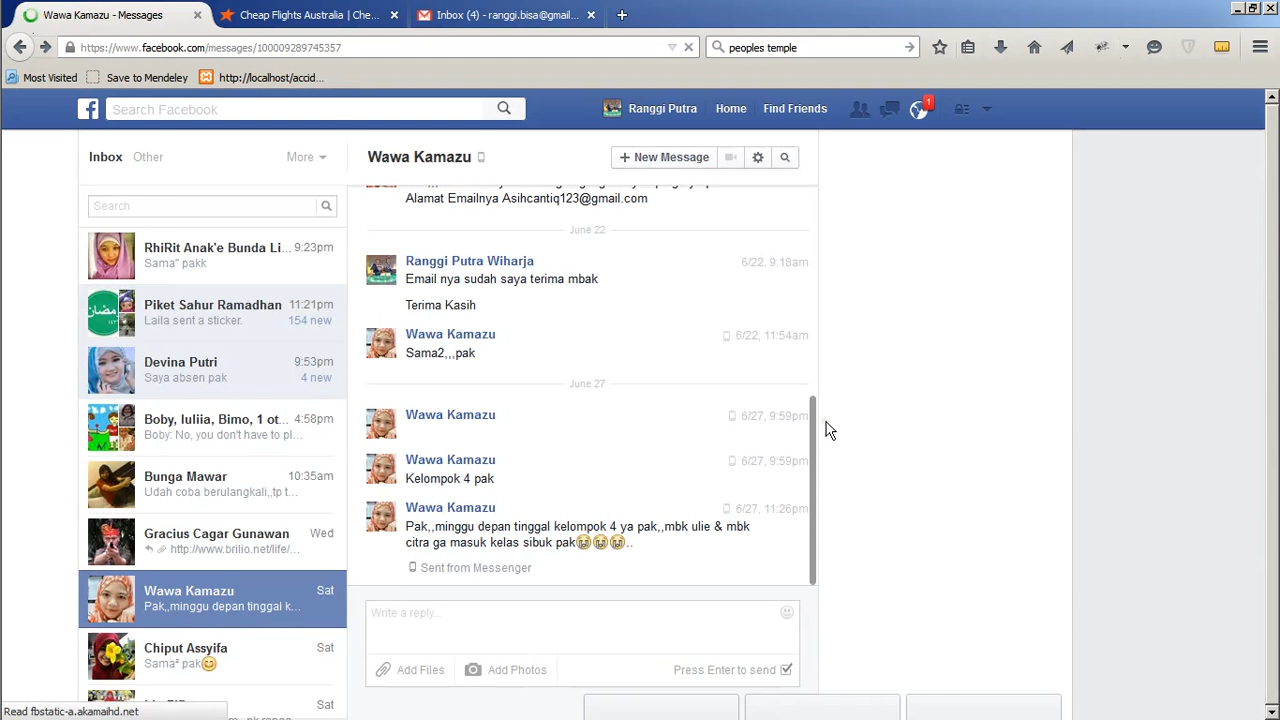 Wawa Kamazu - Messages
Cheap Flights Australia | Che...
Inbox (4) - ranggi.bisa@gmail....
https://www.facebook.com/messages/100009289745357
peoples temple
Most Visited
Save to Mendeley
http://localhost/accid...
Search Facebook
Ranggi Putra
Home
Find Friends
1
Inbox
Other
More
Wawa Kamazu
New Message
Search
Alamat Emailnya Asihcantiq123@gmail.com
June 22
RhiRit Anak'e Bunda Li...
9:23pm
Sama" pakk
Ranggi Putra Wiharja
6/22, 9:18am
Email nya sudah saya terima mbak
Terima Kasih
Piket Sahur Ramadhan
11:21pm
Laila sent a sticker.
154 new
Wawa Kamazu
6/22, 11:54am
Sama2,,,pak
Devina Putri
9:53pm
Saya absen pak
4 new
June 27
Wawa Kamazu
6/27, 9:59pm
Boby, Iuliia, Bimo, 1 ot...
4:58pm
Boby: No, you don't have to pl...
Wawa Kamazu
6/27, 9:59pm
Kelompok 4 pak
Bunga Mawar
10:35am
Udah coba berulangkali,,tp t...
Wawa Kamazu
6/27, 11:26pm
Pak,,minggu depan tinggal kelompok 4 ya pak,,mbk ulie & mbk
citra ga masuk kelas sibuk pak😭😭😭..
Sent from Messenger
Gracius Cagar Gunawan
Wed
http://www.brilio.net/life/...
Wawa Kamazu
Sat
Pak,,minggu depan tinggal k...
Write a reply...
Chiput Assyifa
Sat
Sama² pak😊
Add Files
Add Photos
Press Enter to send
Sat
Read fbstatic-a.akamaihd.net